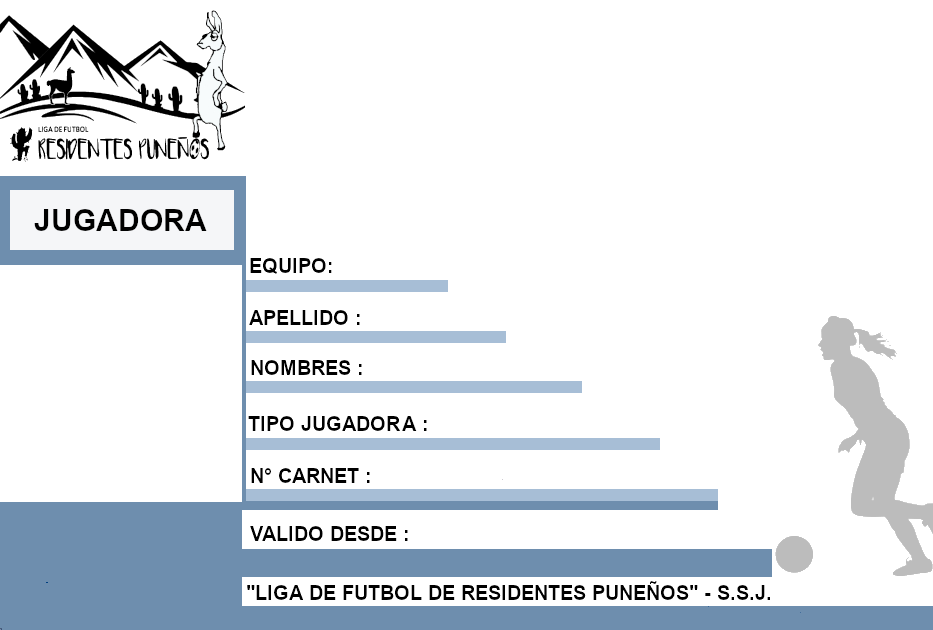 LIGA DE FUTBOL
RESIDENTES PUNEÑOS
JUGADORA
EQUIPO:
APELLIDO :
NOMBRES :
TIPO JUGADORA :
N° CARNET :
VALIDO DESDE :
"LIGA DE FUTBOL DE RESIDENTES PUNEÑOS" - S.S.J.